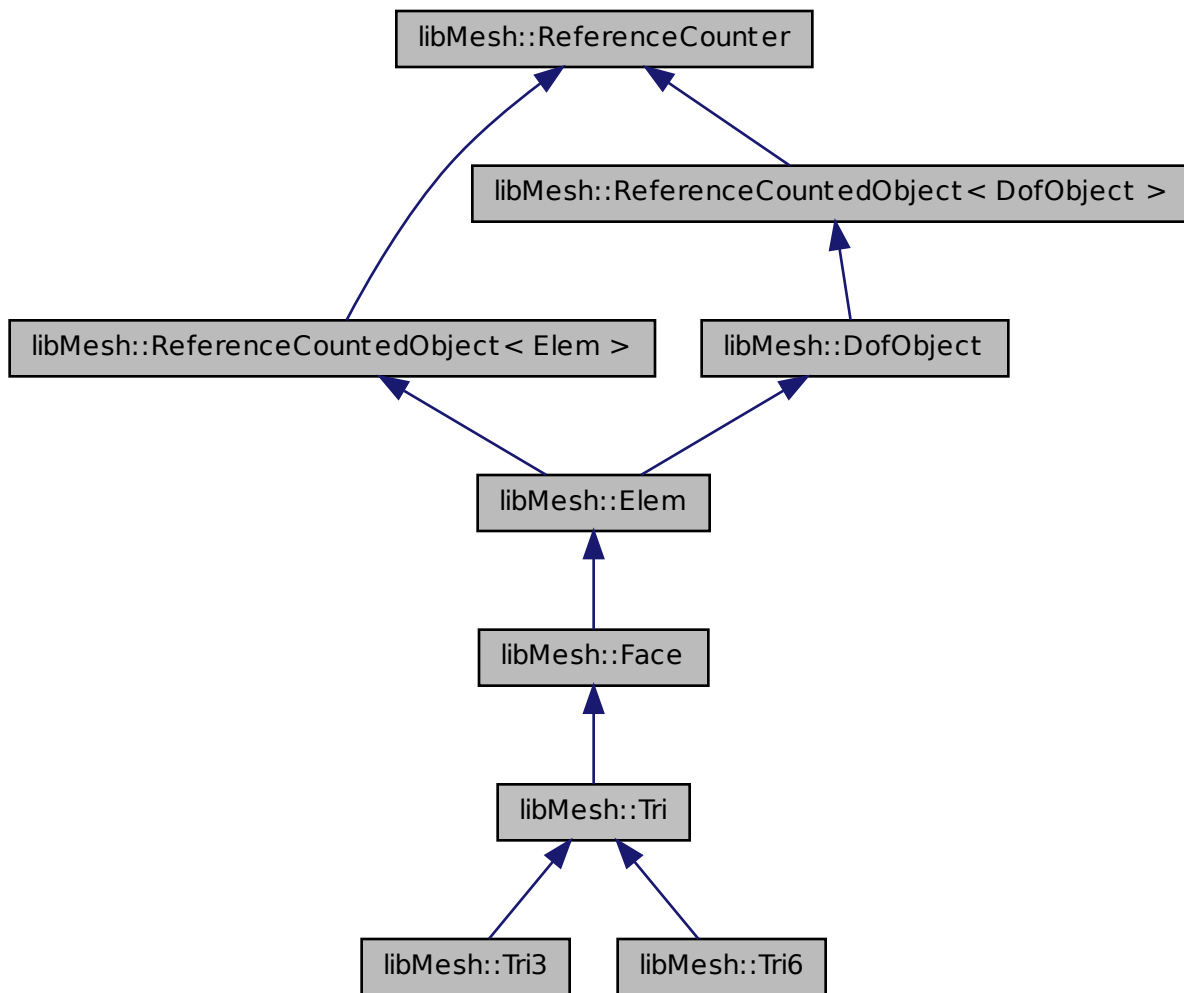 libMesh::ReferenceCounter
libMesh::ReferenceCountedObject< DofObject >
libMesh::ReferenceCountedObject< Elem >
libMesh::DofObject
libMesh::Elem
libMesh::Face
libMesh::Tri
libMesh::Tri3
libMesh::Tri6